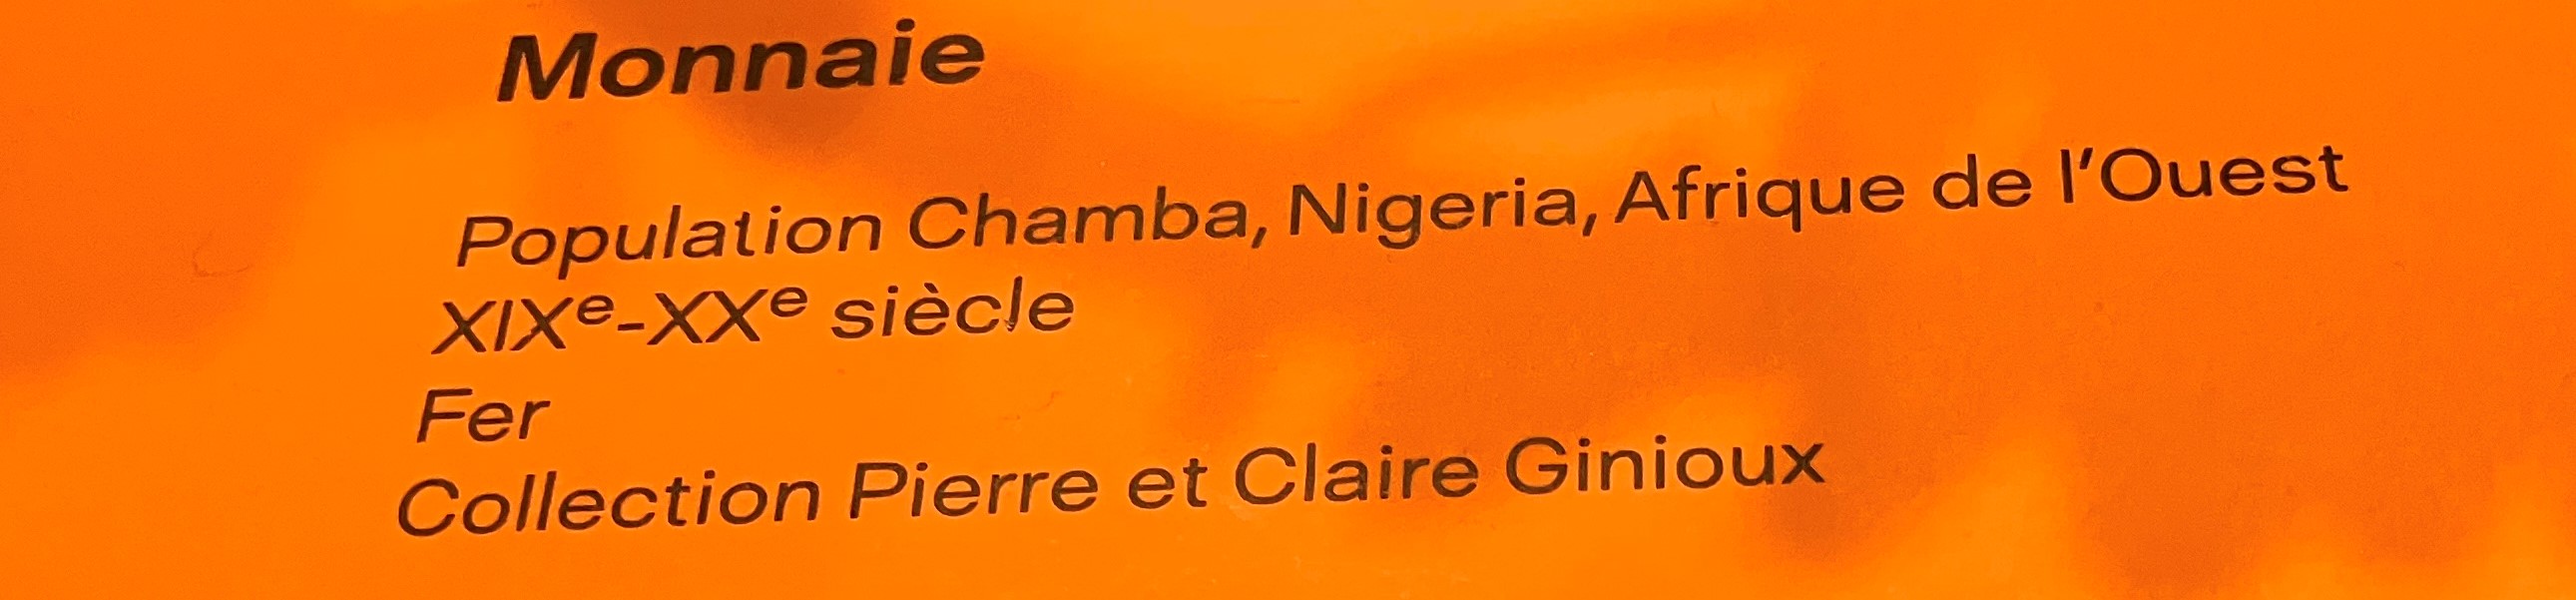 Monnaie
Population Chamba, Nigeria, Afrique de l'Ouest
XIXe-XXe siècle
Fer
Collection Pierre et Claire Ginioux